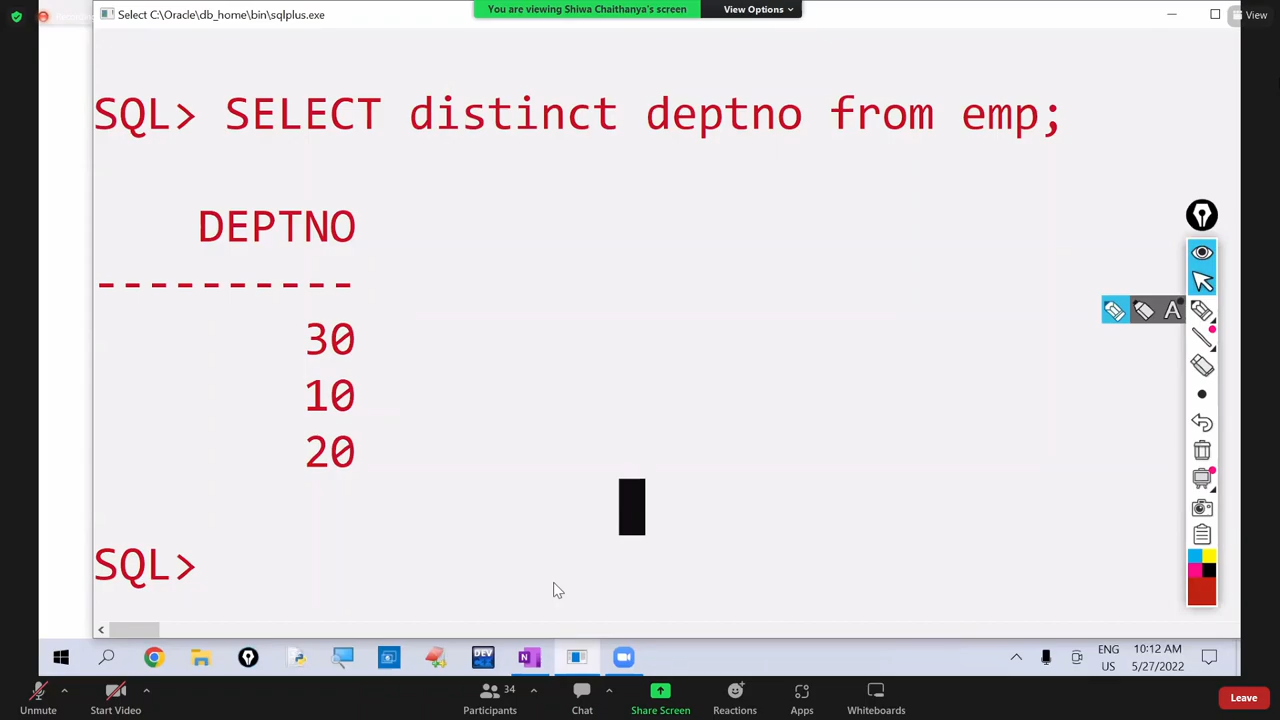 Select C:\Oracle\db_home\bin\sqlplus.exe
You are viewing Shiwa Chaithanya's screen
View Options
View
SQL> SELECT distinct deptno from emp;
DEPTNO
----------
30
10
20
SQL>
A
DEV
N
ENG
US
10:12 AM
5/27/2022
34
Unmute
Start Video
Participants
Chat
Share Screen
Reactions
Apps
Whiteboards
Leave